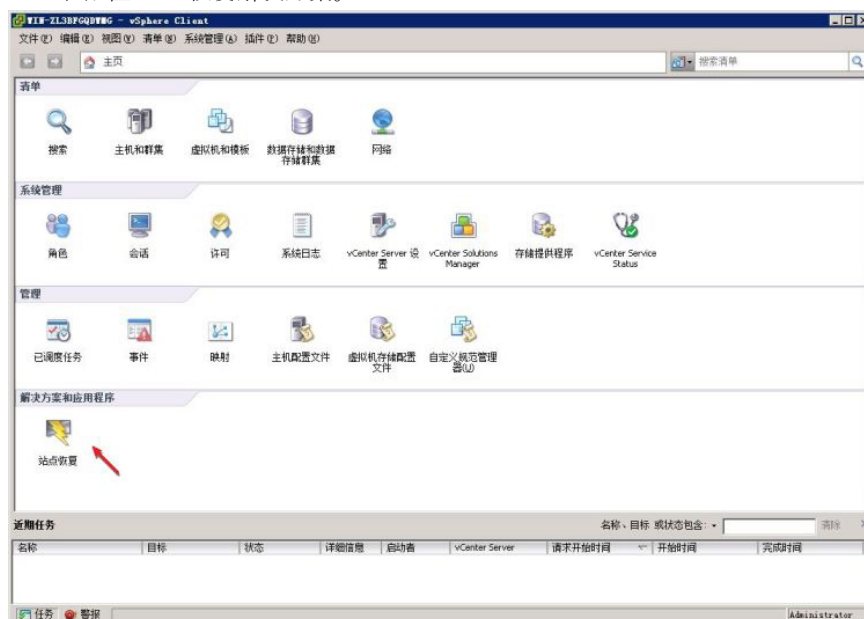 WIN-ZL3BFGQBTMG - vSphere Client
文件(F) 编辑(E) 视图(V) 清单(N) 系统管理(A) 插件(P) 帮助(H)
主页
搜索清单
清单
搜索
主机和群集
虚拟机和模板
数据存储和数据
存储群集
网络
系统管理
角色
会话
许可
系统日志
vCenter Server 设
置
vCenter Solutions
Manager
存储提供程序
vCenter Service
Status
管理
已调度任务
事件
映射
主机配置文件
虚拟机存储配置
文件
自定义规范管理
器(U)
解决方案和应用程序
站点恢复
近期任务
名称、目标 或状态包含:
清除
名称 目标 状态 详细信息 启动者 vCenter Server 请求开始时间 开始时间 完成时间
任务 警报
Administrator